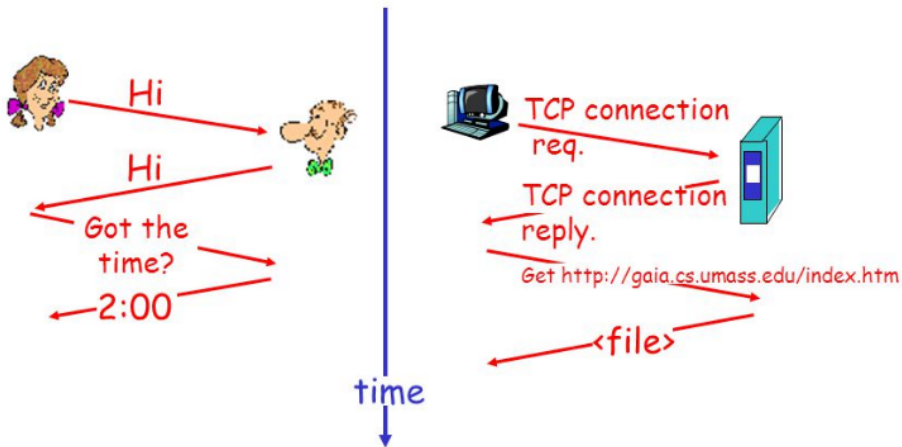 Hi
Hi
Got the
time?
2:00
TCP connection
req.
TCP connection
reply.
Get http://gaia.cs.umass.edu/index.htm
<file>
time